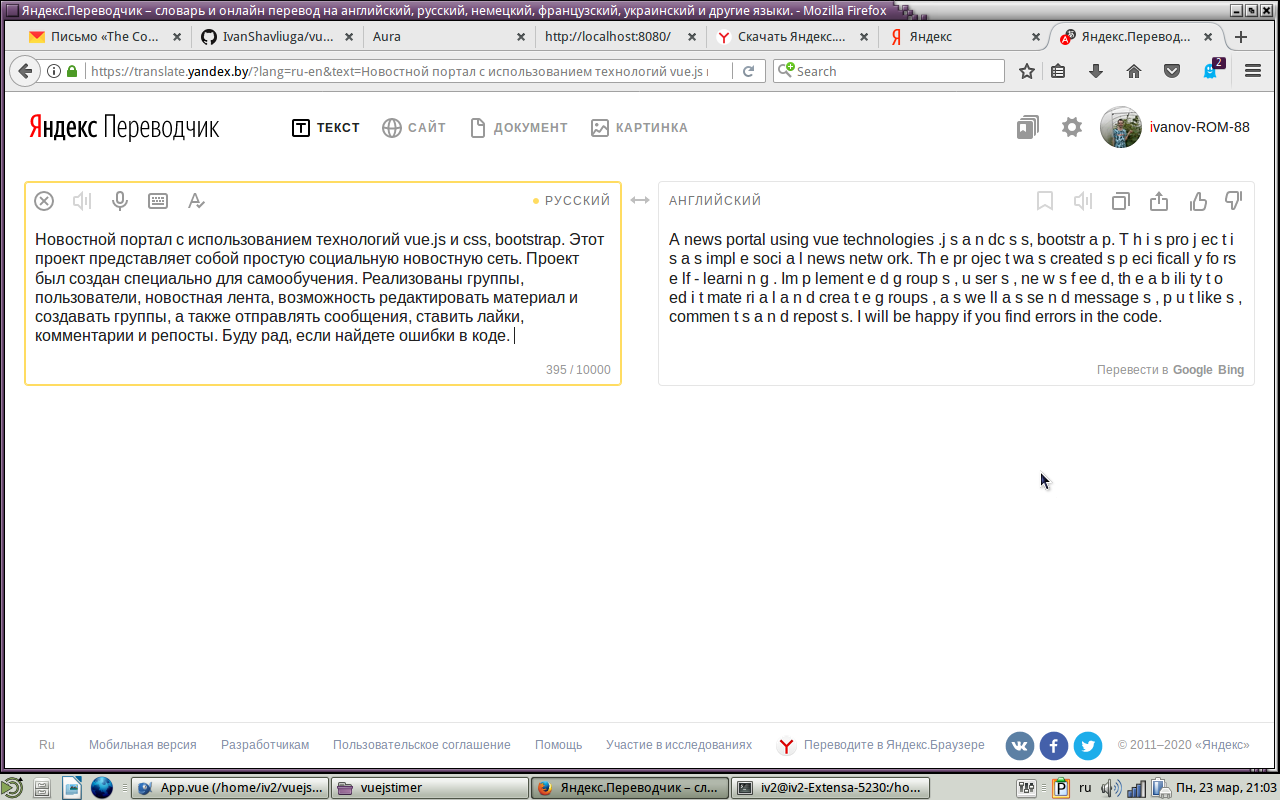 Яндекс.Переводчик – словарь и онлайн перевод на английский, русский, немецкий, французский, украинский и другие языки. - Mozilla Firefox
Письмо «The Co... IvanShavliuga/vu... Aura http://localhost:8080/ Скачать Яндекс.... Яндекс Яндекс.Перевод...
https://translate.yandex.by/?lang=ru-en&text=Новостной портал с использованием технологий vue.js Search 2
Яндекс Переводчик ТЕКСТ САЙТ ДОКУМЕНТ КАРТИНКА ivanov-ROM-88
РУССКИЙ
Новостной портал с использованием технологий vue.js и css, bootstrap. Этот
проект представляет собой простую социальную новостную сеть. Проект
был создан специально для самообучения. Реализованы группы,
пользователи, новостная лента, возможность редактировать материал и
создавать группы, а также отправлять сообщения, ставить лайки,
комментарии и репосты. Буду рад, если найдете ошибки в коде.
395 / 10000
АНГЛИЙСКИЙ
A news portal using vue technologies .j s a n dc s s, bootstr a p. T h i s pro j ec t i
s a s impl e soci a l news netw ork. Th e pr ojec t wa s created s p eci ficall y fo rs
e lf - learni n g . Im p lement e d g roup s , u ser s , ne w s f ee d, th e a b ili ty t o
ed i t mate ri a l a n d crea t e g roups , a s we ll a s se n d message s , p u t like s ,
commen t s a n d repost s. I will be happy if you find errors in the code.
Перевести в Google Bing
Ru Мобильная версия Разработчикам Пользовательское соглашение Помощь Участие в исследованиях Переводите в Яндекс.Браузере © 2011–2020 «Яндекс»
App.vue (/home/iv2/vuejs... vuejstimer Яндекс.Переводчик – сл... iv2@iv2-Extensa-5230:/ho... ru Пн, 23 мар, 21:03